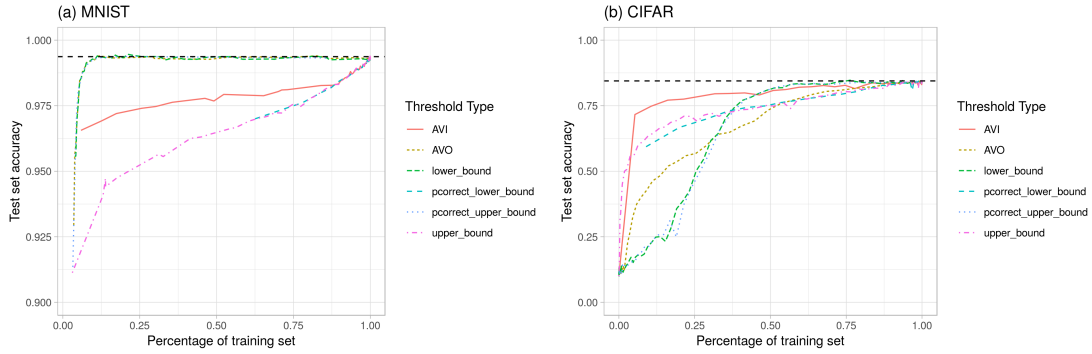 (a) MNIST
1.000
0.975
0.950
0.925
0.900
Test set accuracy
0.00 0.25 0.50 0.75 1.00
Percentage of training set
Threshold Type
AVI
AVO
lower_bound
pcorrect_lower_bound
pcorrect_upper_bound
upper_bound
(b) CIFAR
1.00
0.75
0.50
0.25
0.00
Test set accuracy
0.00 0.25 0.50 0.75 1.00
Percentage of training set
Threshold Type
AVI
AVO
lower_bound
pcorrect_lower_bound
pcorrect_upper_bound
upper_bound